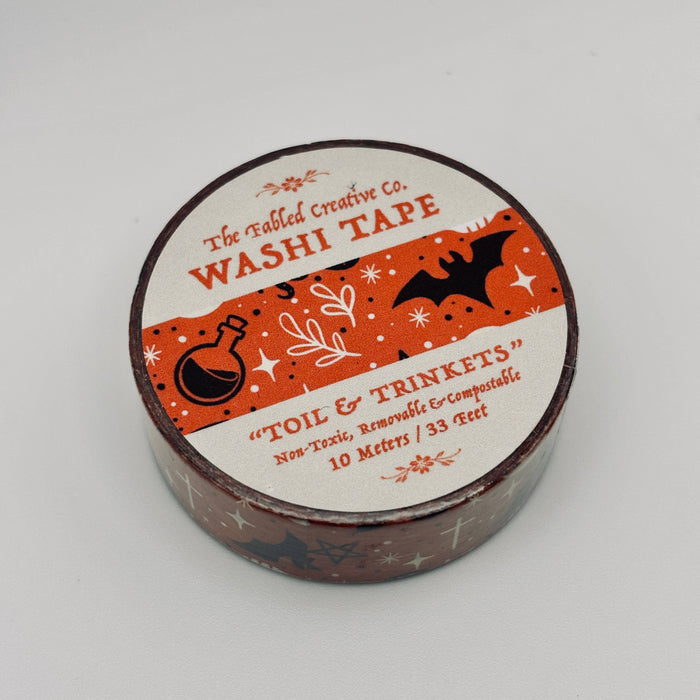 The Fabled Creative Co.
WASHI TAPE
"TOIL & TRINKETS"
Non-Toxic, Removable & Compostable
10 Meters / 33 Feet